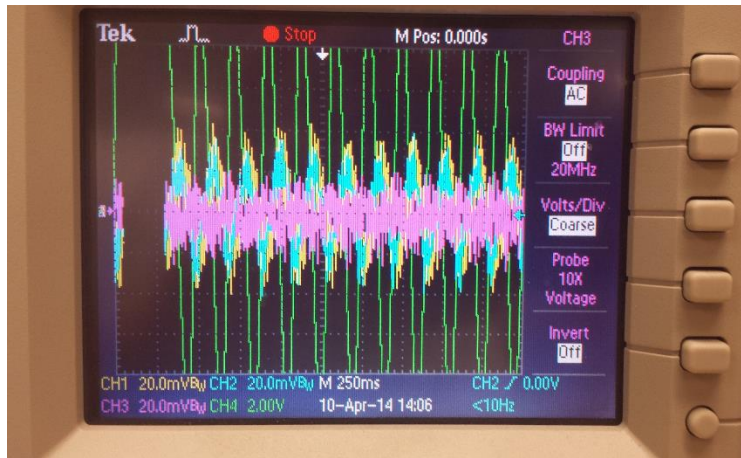 Tek Stop M Pos: 0.000s CH3
Coupling
AC
BW Limit
Off
20MHz
Volts/Div
Coarse
Probe
10X
Voltage
Invert
Off
CH1 20.0mVBW CH2 20.0mVBW M 250ms CH2 0.00V
CH3 20.0mVBW CH4 2.00V 10-Apr-14 14:06 <10Hz